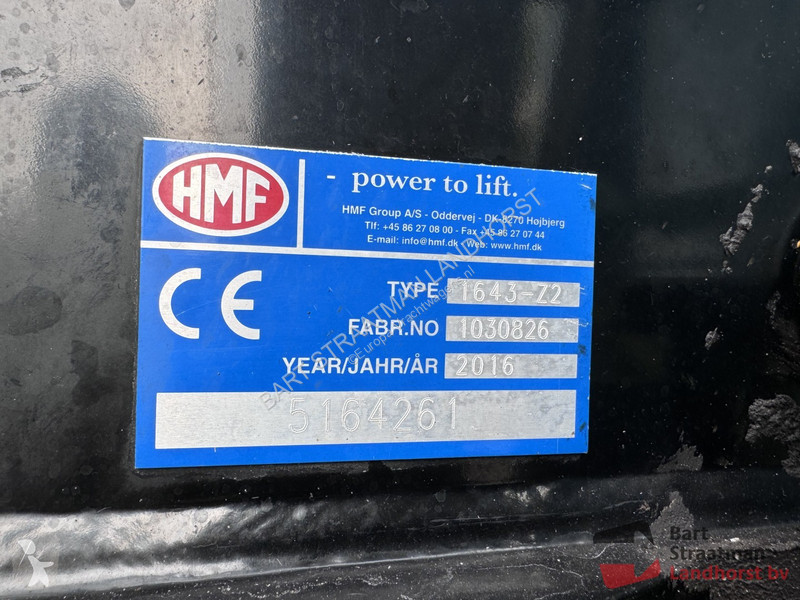 HMF
- power to lift.
HMF Group A/S - Oddervej - DK-8270 Højbjerg
Tlf: +45 86 27 08 00 - Fax +45 86 27 07 44
E-mail: info@hmf.dk - Web: www.hmf.dk
CE
TYPE 1643-Z2
FABR.NO 1030826
YEAR/JAHR/ÅR 2016
5164261
BART STRAATMAN LANDHORST
Bart
Straatman
Landhorst bv